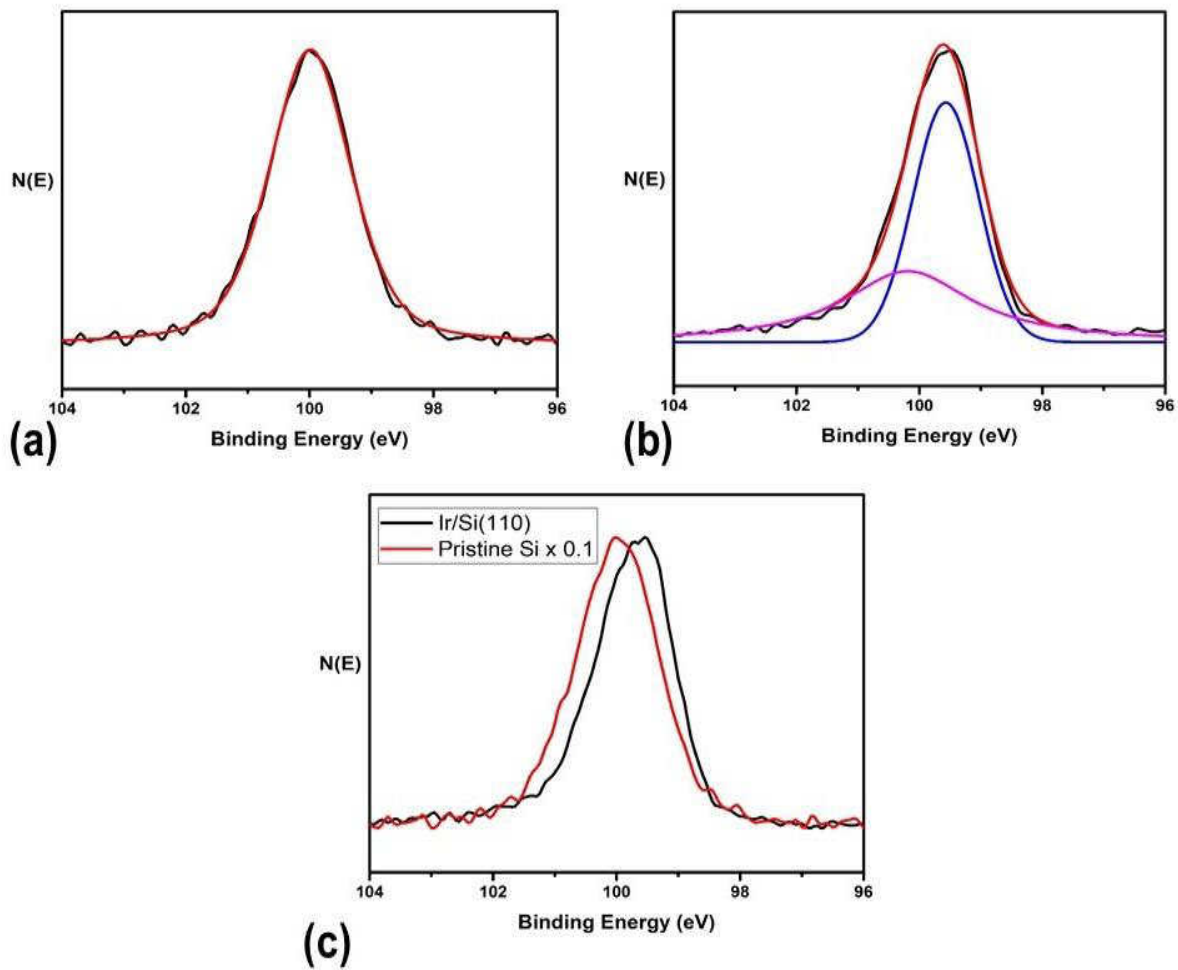 N(E)
104 102 100 98 96
Binding Energy (eV)
(a)
N(E)
104 102 100 98 96
Binding Energy (eV)
(b)
Ir/Si(110)
Pristine Si x 0.1
N(E)
104 102 100 98 96
Binding Energy (eV)
(c)